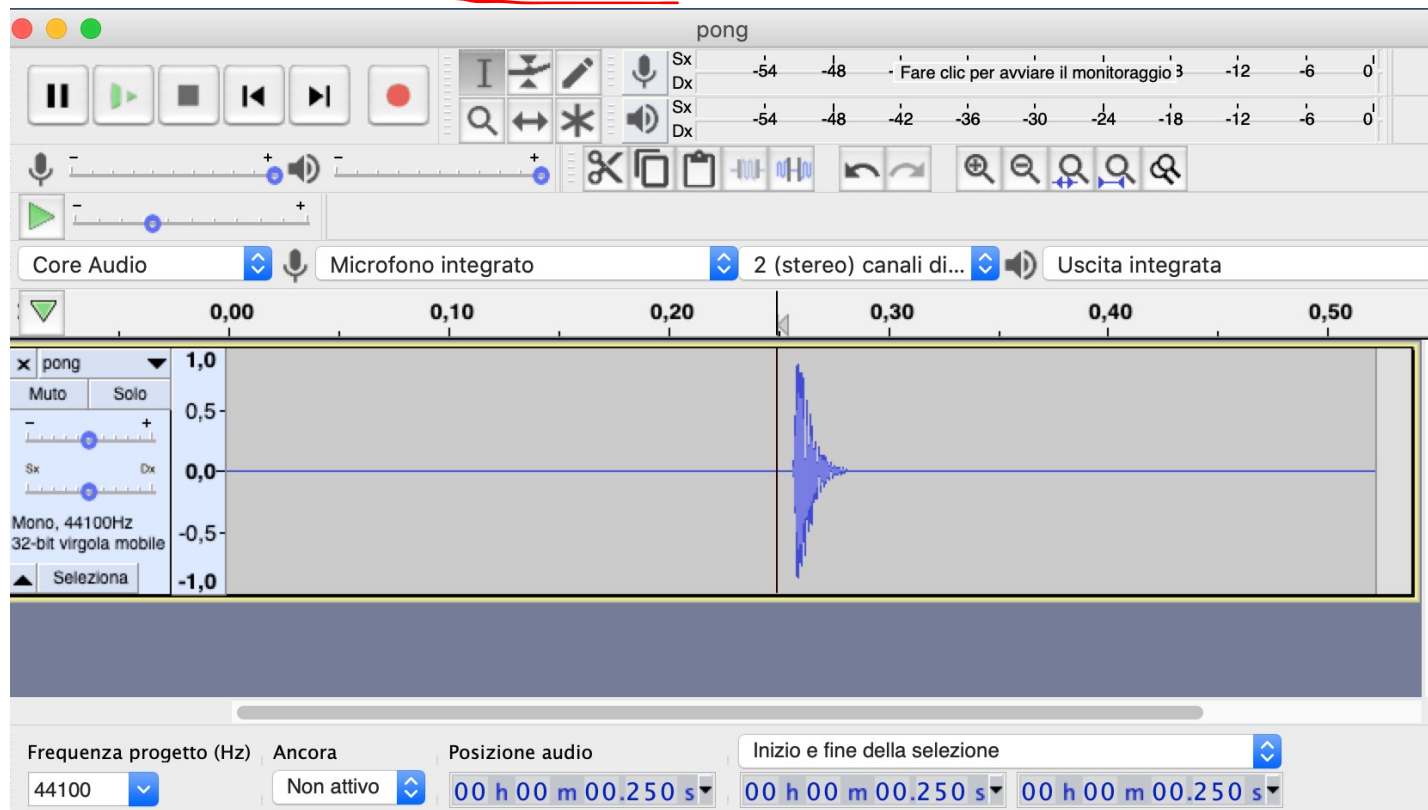 pong
Sx
Dx
-54 -48 - Fare clic per avviare il monitoraggio 3 -12 -6 0
Sx
Dx
-54 -48 -42 -36 -30 -24 -18 -12 -6 0
- + - +
- +
Core Audio Microfono integrato 2 (stereo) canali di... Uscita integrata
0,00 0,10 0,20 0,30 0,40 0,50
x pong
Muto Solo
- +
Sx Dx
Mono, 44100Hz
32-bit virgola mobile
Seleziona
1,0
0,5-
0,0-
-0,5-
-1,0
Frequenza progetto (Hz) Ancora Posizione audio Inizio e fine della selezione
44100 Non attivo 00 h 00 m 00.250 s 00 h 00 m 00.250 s 00 h 00 m 00.250 s